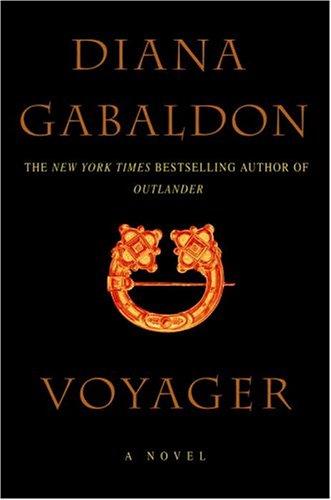 DIANA
GABALDON
THE NEW YORK TIMES BESTSELLING AUTHOR OF
OUTLANDER
VOYAGER
A NOVEL